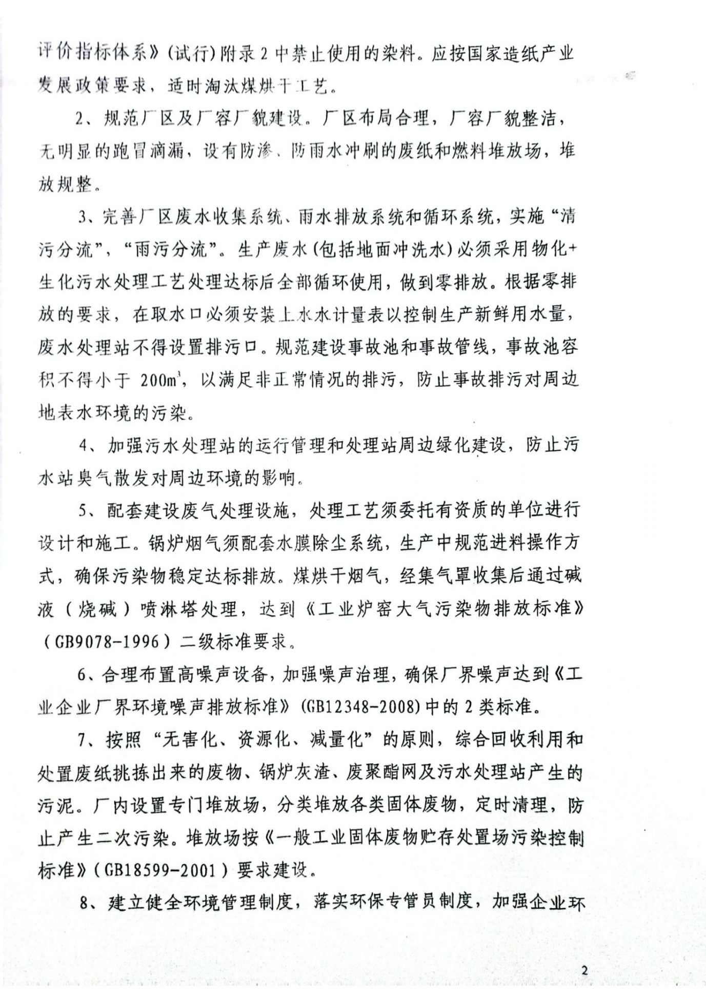 评价指标体系》(试行)附录 2 中禁止使用的染料。应按国家造纸产业
发展政策要求，适时淘汰煤烘干工艺。
2、规范厂区及厂容厂貌建设。厂区布局合理，厂容厂貌整洁，
无明显的跑冒滴漏，设有防渗、防雨水冲刷的废纸和燃料堆放场，堆
放规整。
3、完善厂区废水收集系统、雨水排放系统和循环系统，实施“清
污分流”，“雨污分流”。生产废水(包括地面冲洗水)必须采用物化+
生化污水处理工艺处理达标后全部循环使用，做到零排放。根据零排
放的要求，在取水口必须安装上水水计量表以控制生产新鲜用水量，
废水处理站不得设置排污口。规范建设事故池和事故管线，事故池容
积不得小于 200m³，以满足非正常情况的排污，防止事故排污对周边
地表水环境的污染。
4、加强污水处理站的运行管理和处理站周边绿化建设，防止污
水站臭气散发对周边环境的影响。
5、配套建设废气处理设施，处理工艺须委托有资质的单位进行
设计和施工。锅炉烟气须配套水膜除尘系统，生产中规范进料操作方
式，确保污染物稳定达标排放。煤烘干烟气，经集气罩收集后通过碱
液（烧碱）喷淋塔处理，达到《工业炉窑大气污染物排放标准》
（GB9078-1996）二级标准要求。
6、合理布置高噪声设备，加强噪声治理，确保厂界噪声达到《工
业企业厂界环境噪声排放标准》(GB12348-2008)中的 2 类标准。
7、按照“无害化、资源化、减量化”的原则，综合回收利用和
处置废纸挑拣出来的废物、锅炉灰渣、废聚酯网及污水处理站产生的
污泥。厂内设置专门堆放场，分类堆放各类固体废物，定时清理，防
止产生二次污染。堆放场按《一般工业固体废物贮存处置场污染控制
标准》（GB18599-2001）要求建设。
8、建立健全环境管理制度，落实环保专管员制度，加强企业环
2